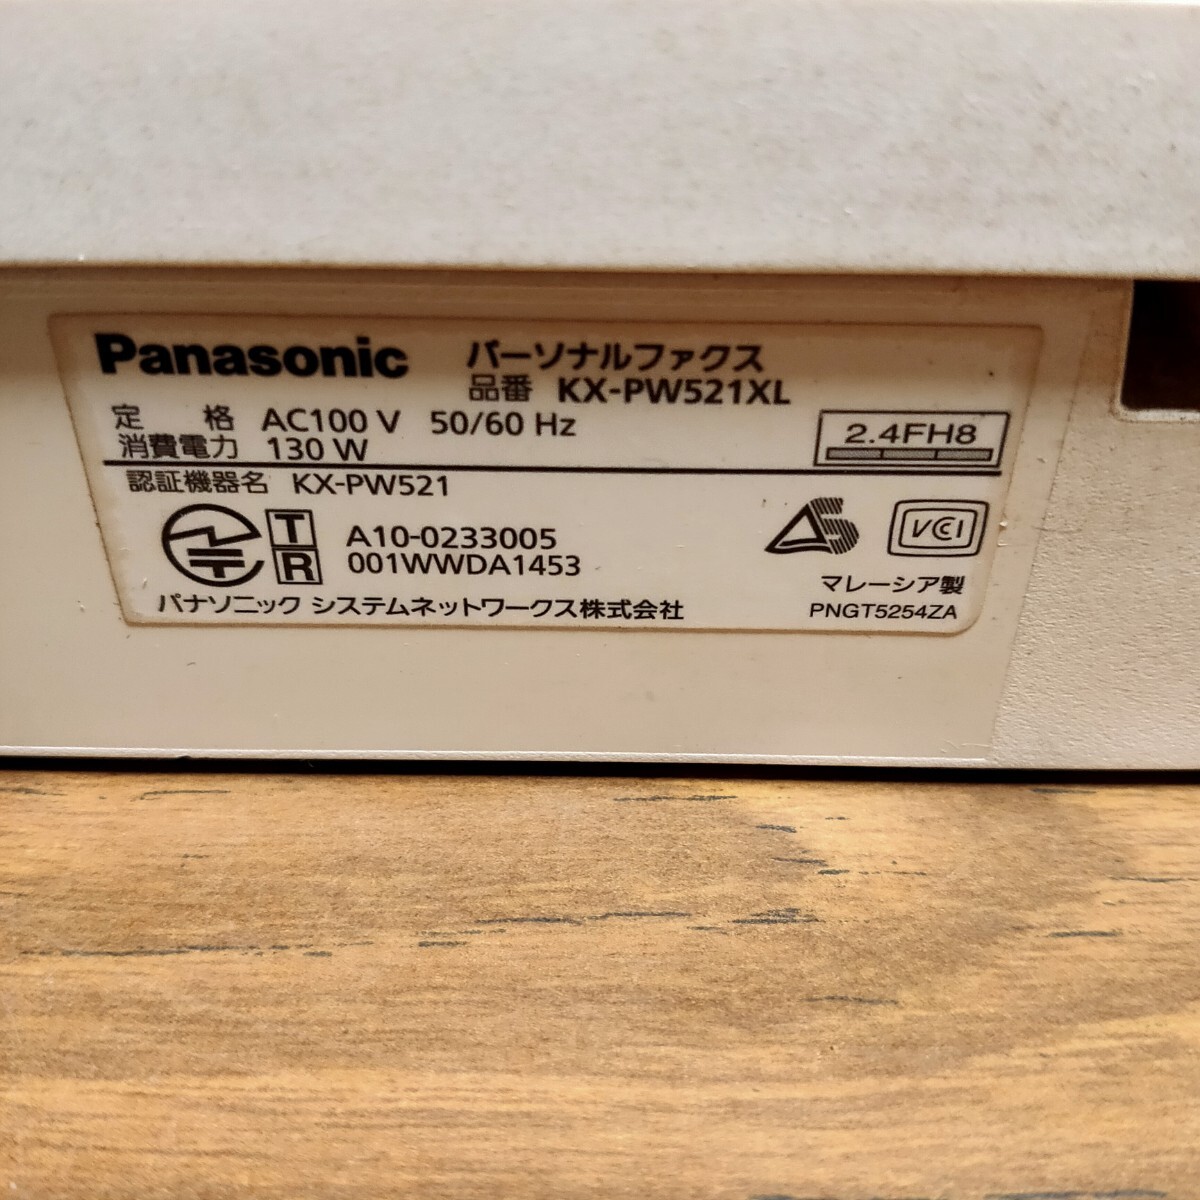 Panasonic パーソナルファクス
品番 KX-PW521XL
定 格 AC100 V 50/60 Hz
消費電力 130 W
2.4FH8
認証機器名 KX-PW521
T A10-0233005
R 001WWDA1453
VCCI
マレーシア製
パナソニック システムネットワークス株式会社
PNGT5254ZA